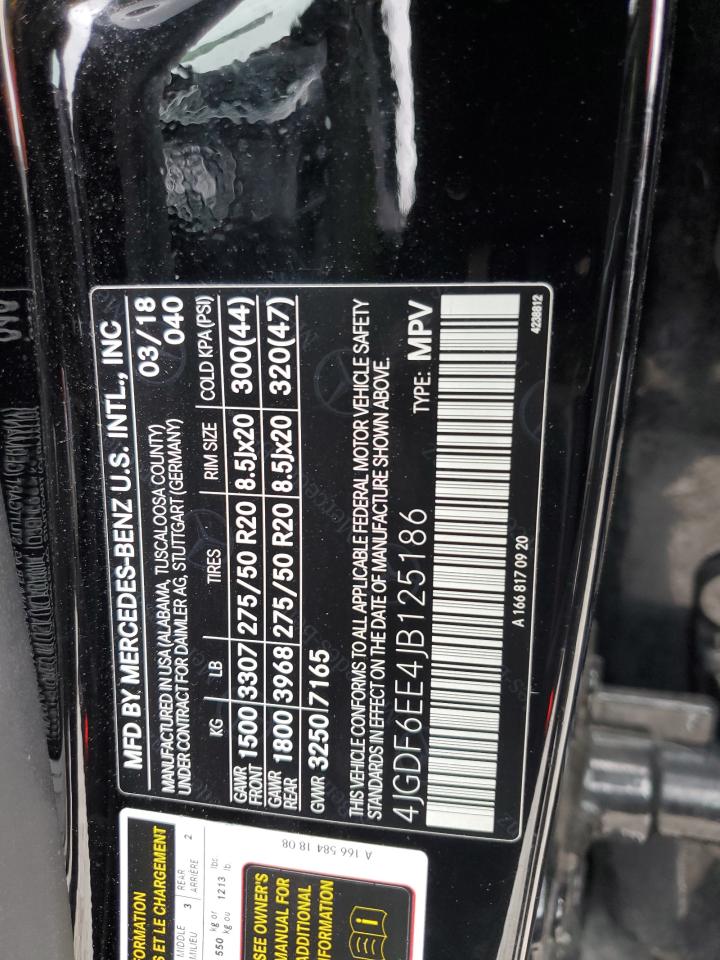 MFD BY MERCEDES-BENZ U.S. INTL., INC
MANUFACTURED IN USA (ALABAMA, TUSCALOOSA COUNTY) 03/18
UNDER CONTRACT FOR DAIMLER AG, STUTTGART (GERMANY) 040
KG LB TIRES RIM SIZE COLD KPA(PSI)
GAWR FRONT 1500 3307 275/50 R20 8.5Jx20 300(44)
GAWR REAR 1800 3968 275/50 R20 8.5Jx20 320(47)
GVWR 3250 7165
THIS VEHICLE CONFORMS TO ALL APPLICABLE FEDERAL MOTOR VEHICLE SAFETY
STANDARDS IN EFFECT ON THE DATE OF MANUFACTURE SHOWN ABOVE.
4JGDF6EE4JB125186 TYPE: MPV
A 166 817 09 20 4238812
S ET LE CHARGEMENT
3 REAR 2
ARRIÈRE
550 kg or 1213 lbs
kg ou lb
A 166 584 18 08
SEE OWNER'S
MANUAL FOR
ADDITIONAL
INFORMATION